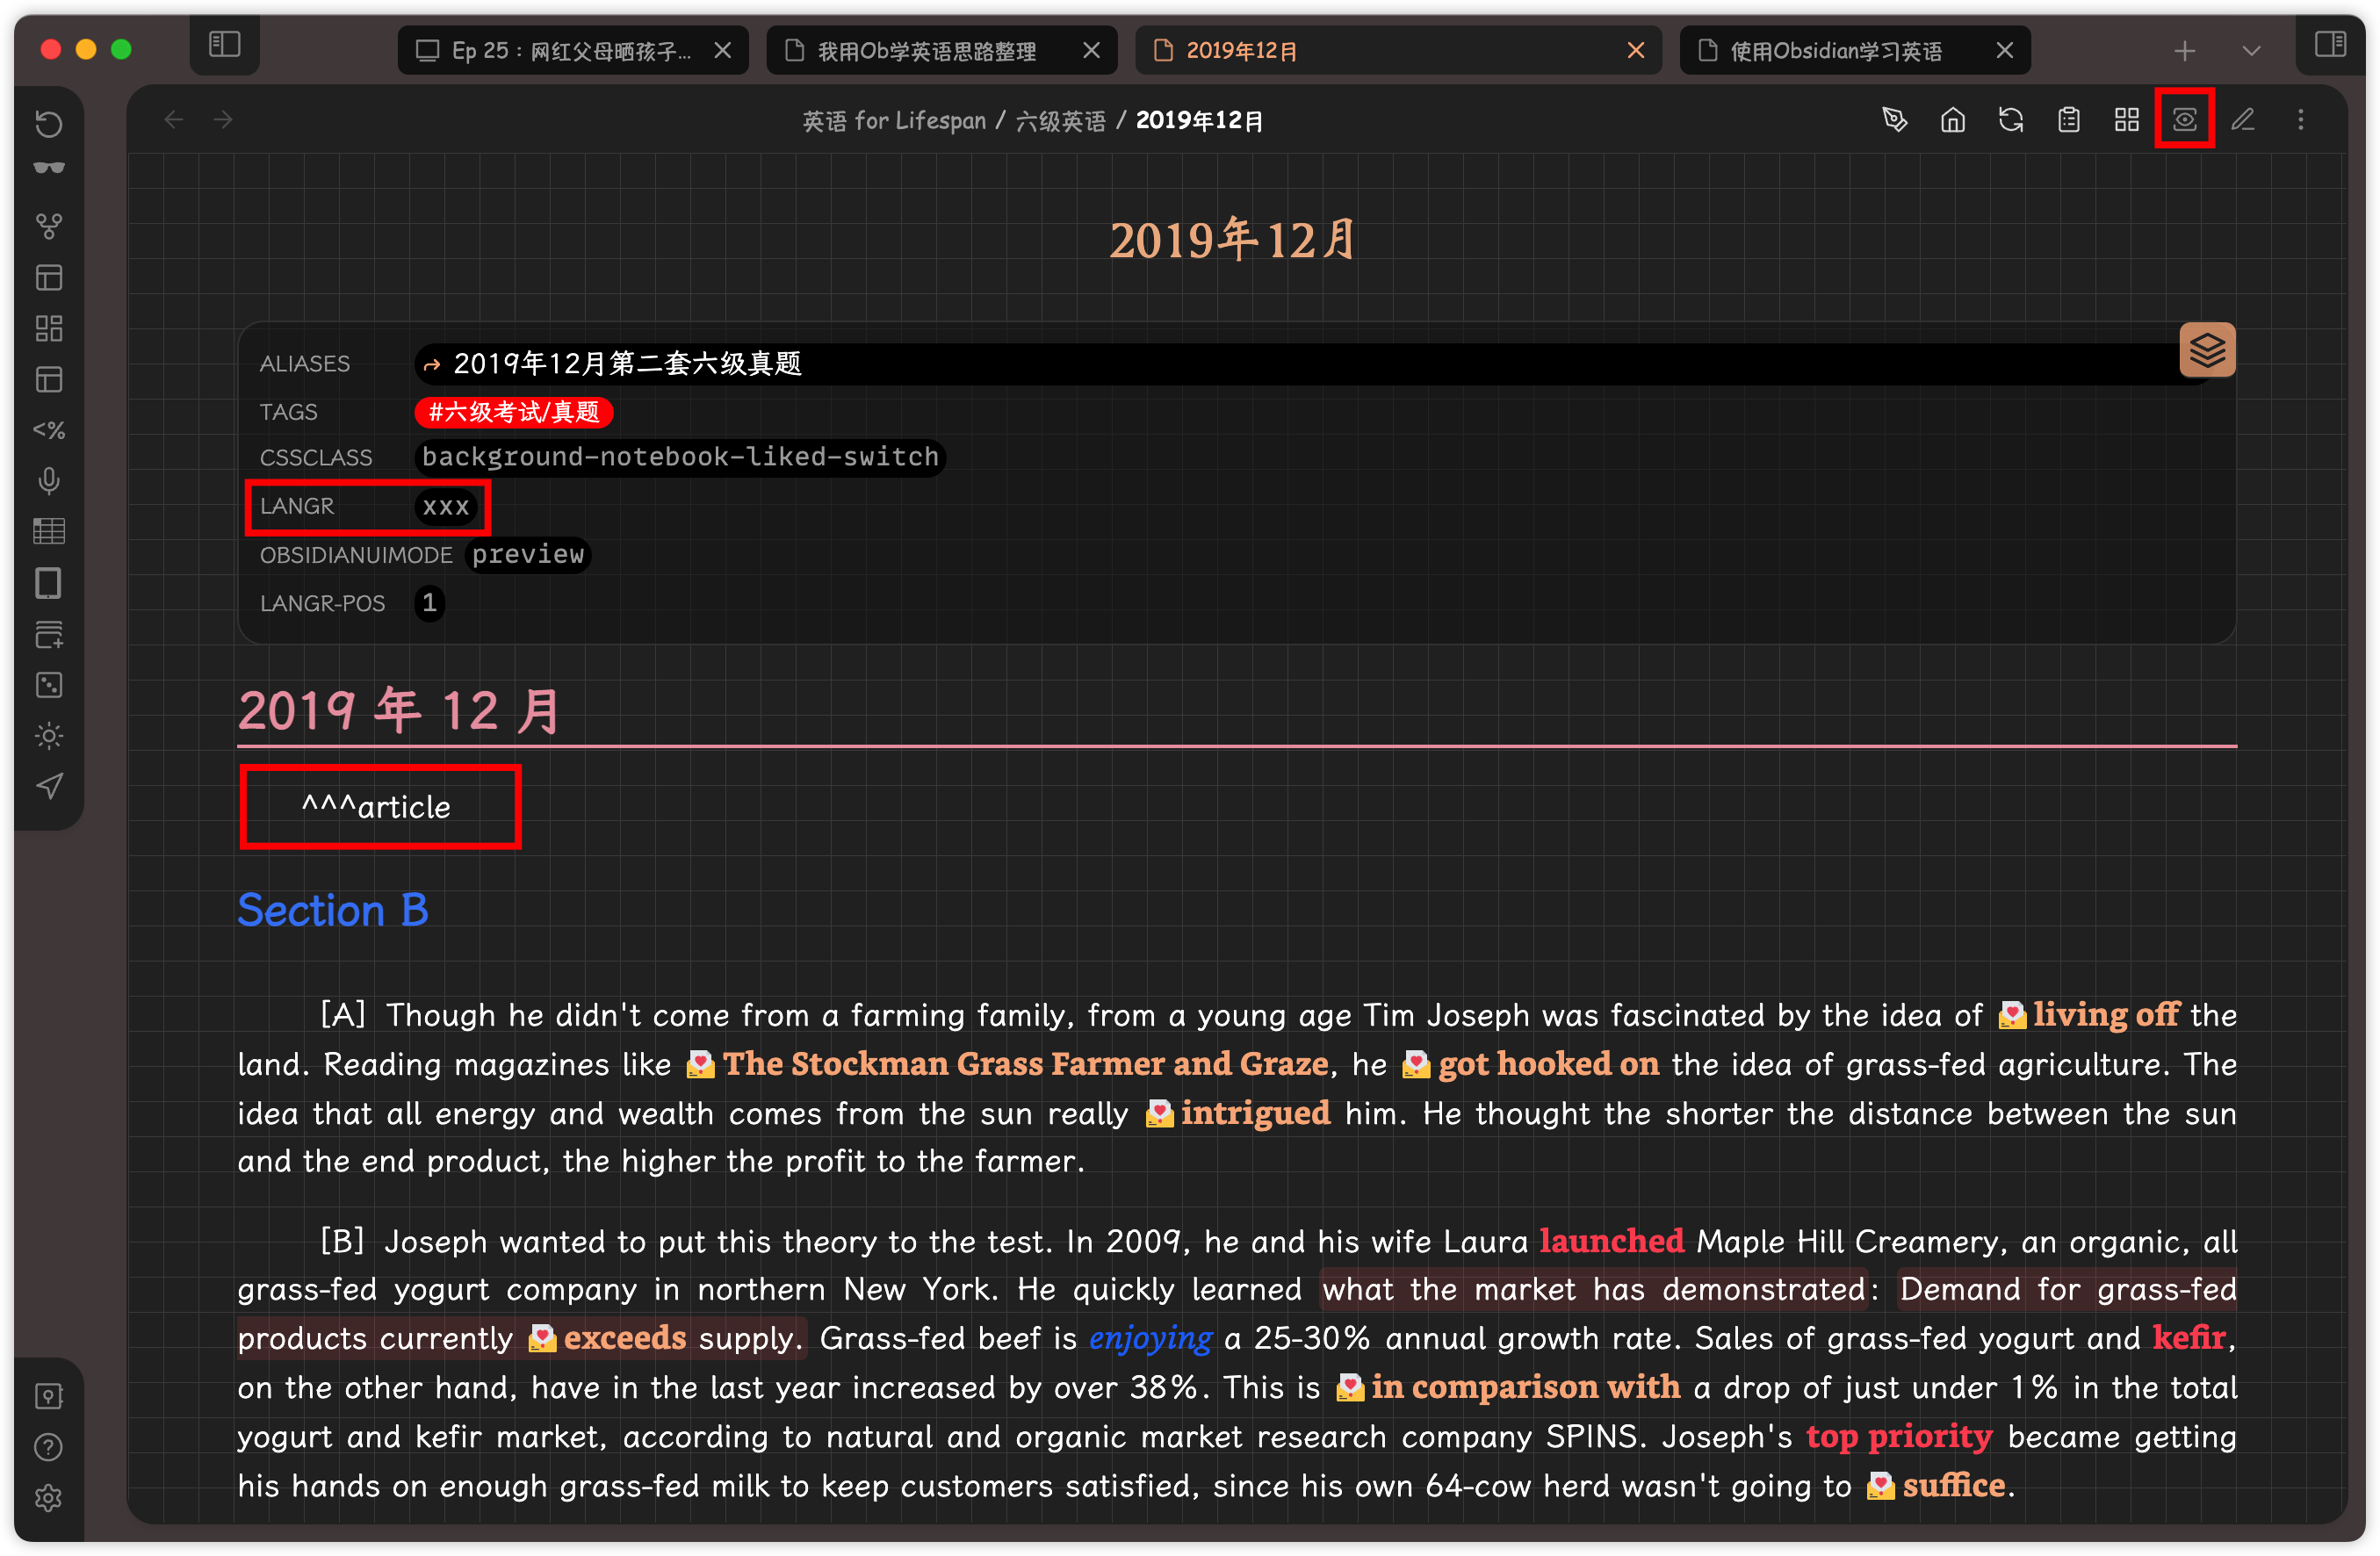 Ep 25：网红父母晒孩子...
我用Ob学英语思路整理
2019年12月
使用Obsidian学习英语
英语 for Lifespan / 六级英语 / 2019年12月
<%
2019年12月
ALIASES 2019年12月第二套六级真题
TAGS #六级考试/真题
CSSCLASS background-notebook-liked-switch
LANGR xxx
OBSIDIANUIMODE preview
LANGR-POS 1
2019 年 12 月
^^^article
Section B
[A] Though he didn't come from a farming family, from a young age Tim Joseph was fascinated by the idea of living off the
land. Reading magazines like The Stockman Grass Farmer and Graze, he got hooked on the idea of grass-fed agriculture. The
idea that all energy and wealth comes from the sun really intrigued him. He thought the shorter the distance between the sun
and the end product, the higher the profit to the farmer.
[B] Joseph wanted to put this theory to the test. In 2009, he and his wife Laura launched Maple Hill Creamery, an organic, all
grass-fed yogurt company in northern New York. He quickly learned what the market has demonstrated: Demand for grass-fed
products currently exceeds supply. Grass-fed beef is enjoying a 25-30% annual growth rate. Sales of grass-fed yogurt and kefir,
on the other hand, have in the last year increased by over 38%. This is in comparison with a drop of just under 1% in the total
yogurt and kefir market, according to natural and organic market research company SPINS. Joseph's top priority became getting
his hands on enough grass-fed milk to keep customers satisfied, since his own 64-cow herd wasn't going to suffice.